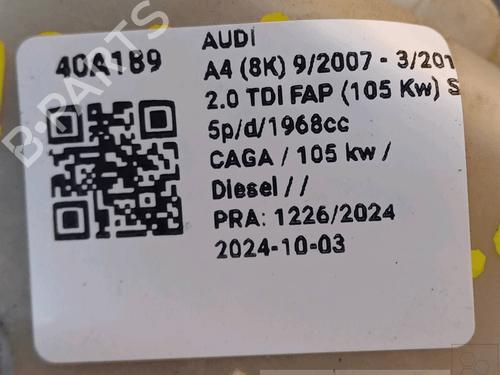 40A189
AUDI
A4 (8K) 9/2007 - 3/201
2.0 TDI FAP (105 Kw) S
5p/d/1968cc
CAGA / 105 kw /
Diesel / /
PRA: 1226/2024
2024-10-03
B-PARTS